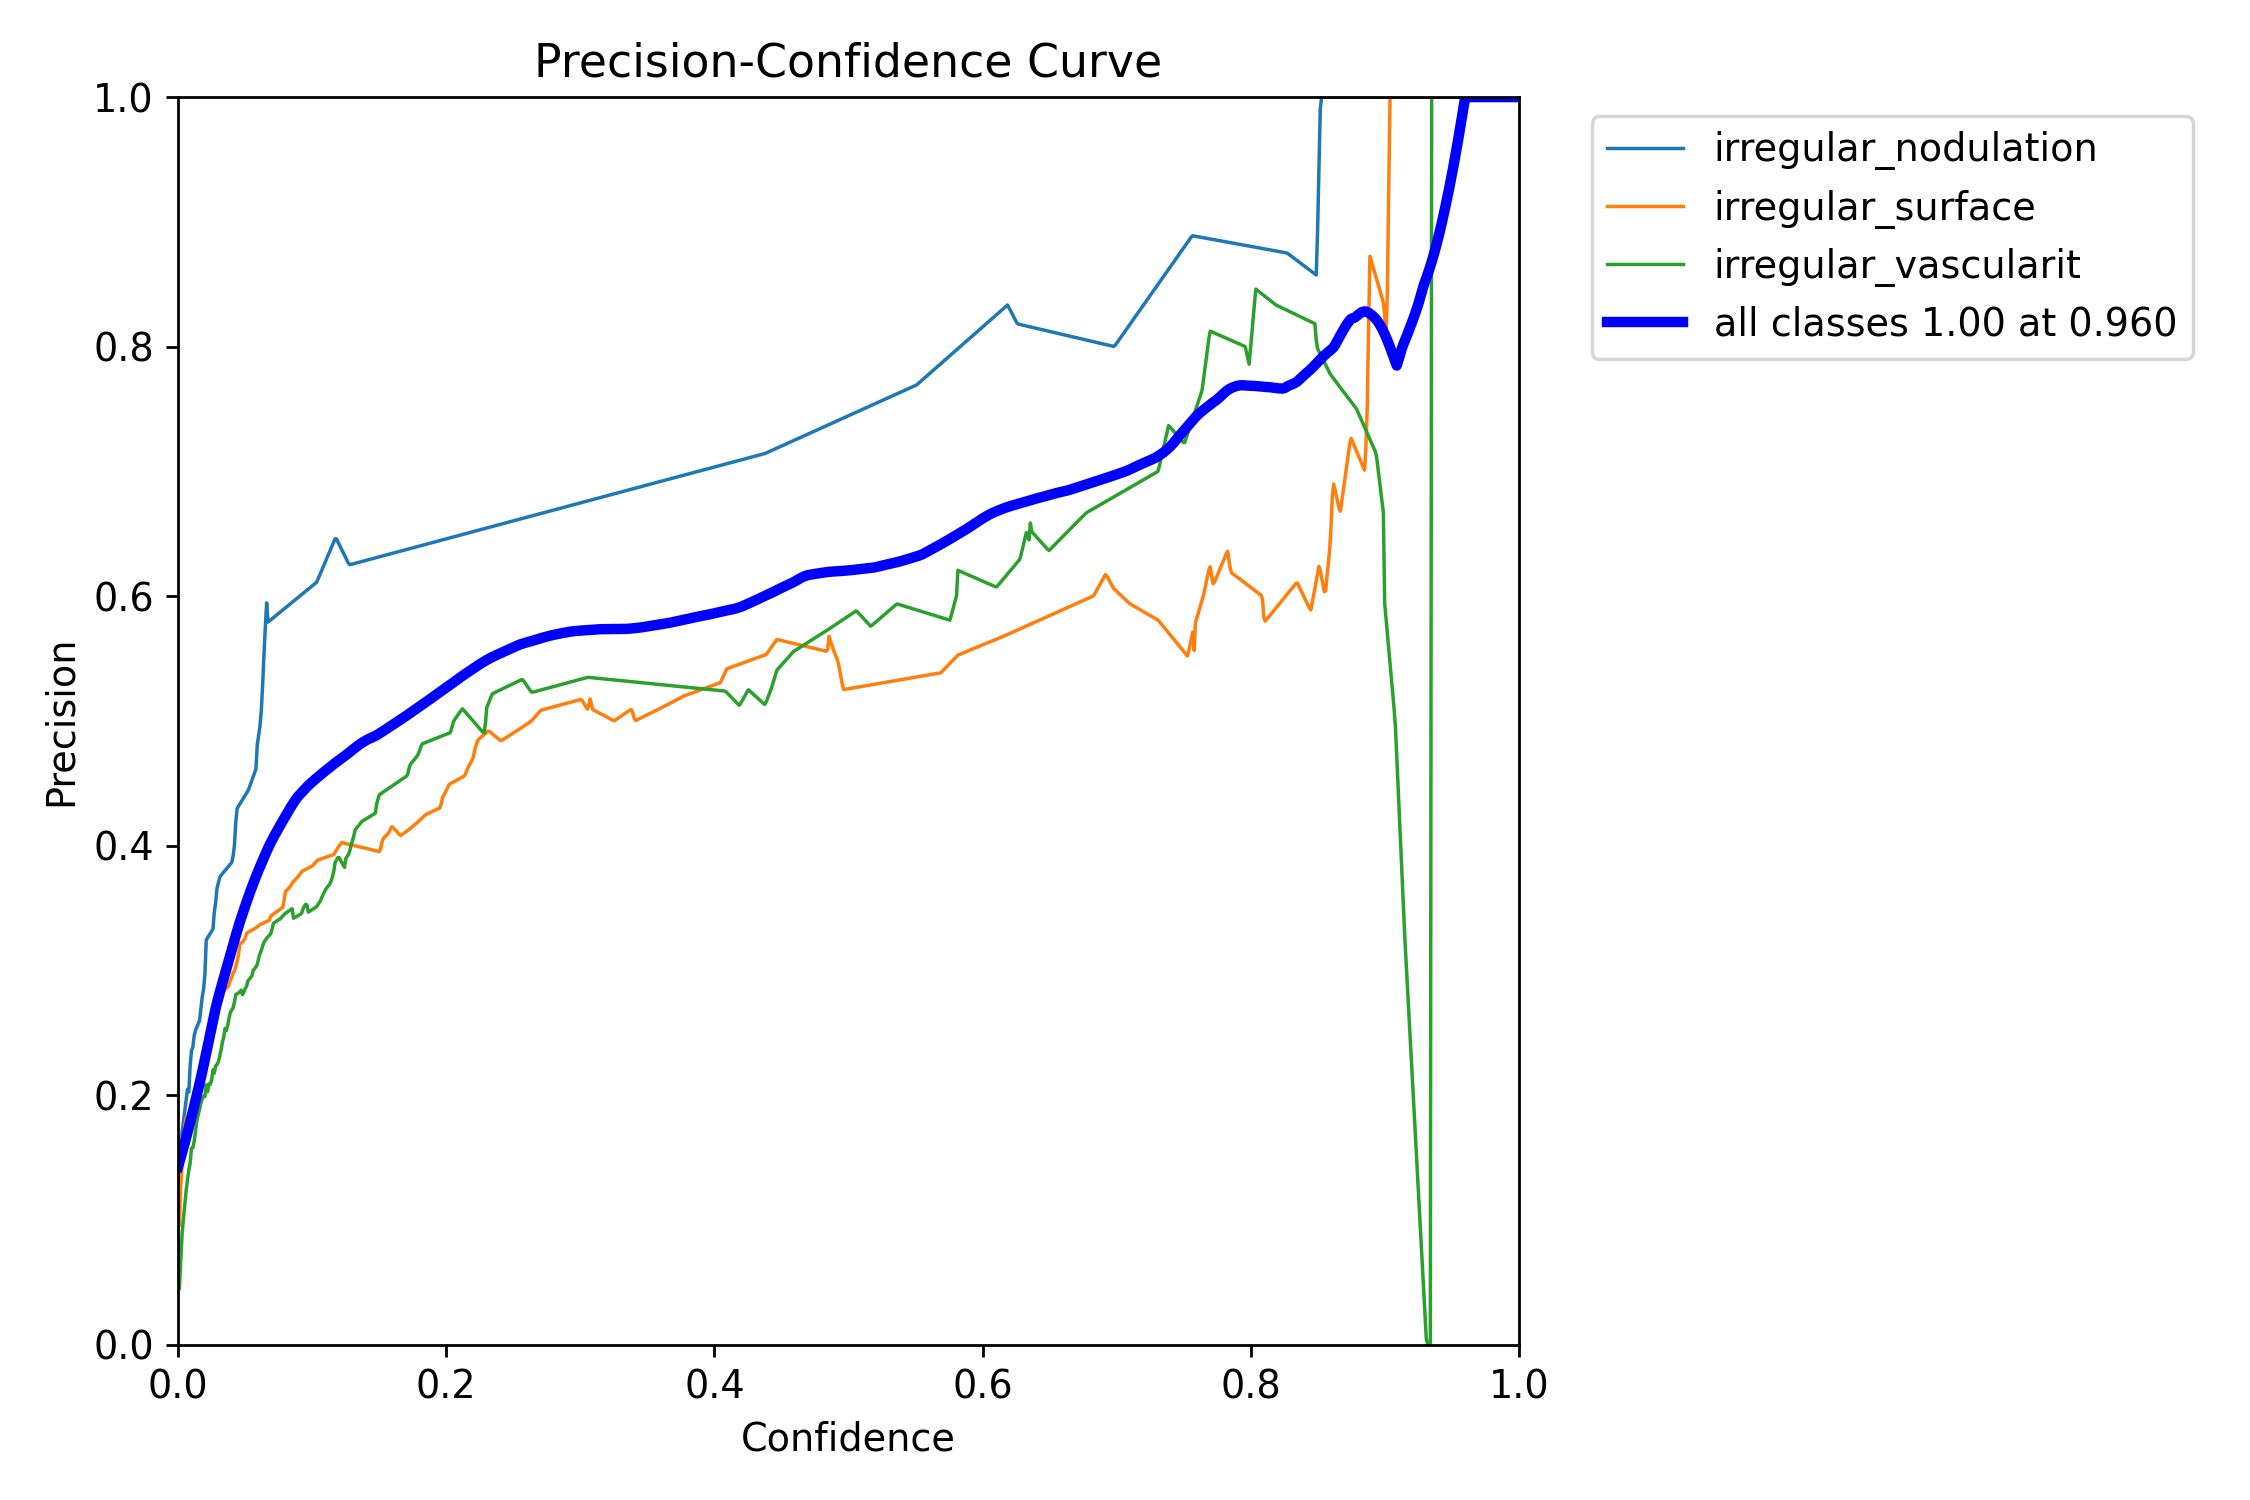 Precision-Confidence Curve
1.0
0.8
0.6
0.4
0.2
0.0
Precision
0.0 0.2 0.4 0.6 0.8 1.0
Confidence
irregular_nodulation
irregular_surface
irregular_vascularit
all classes 1.00 at 0.960